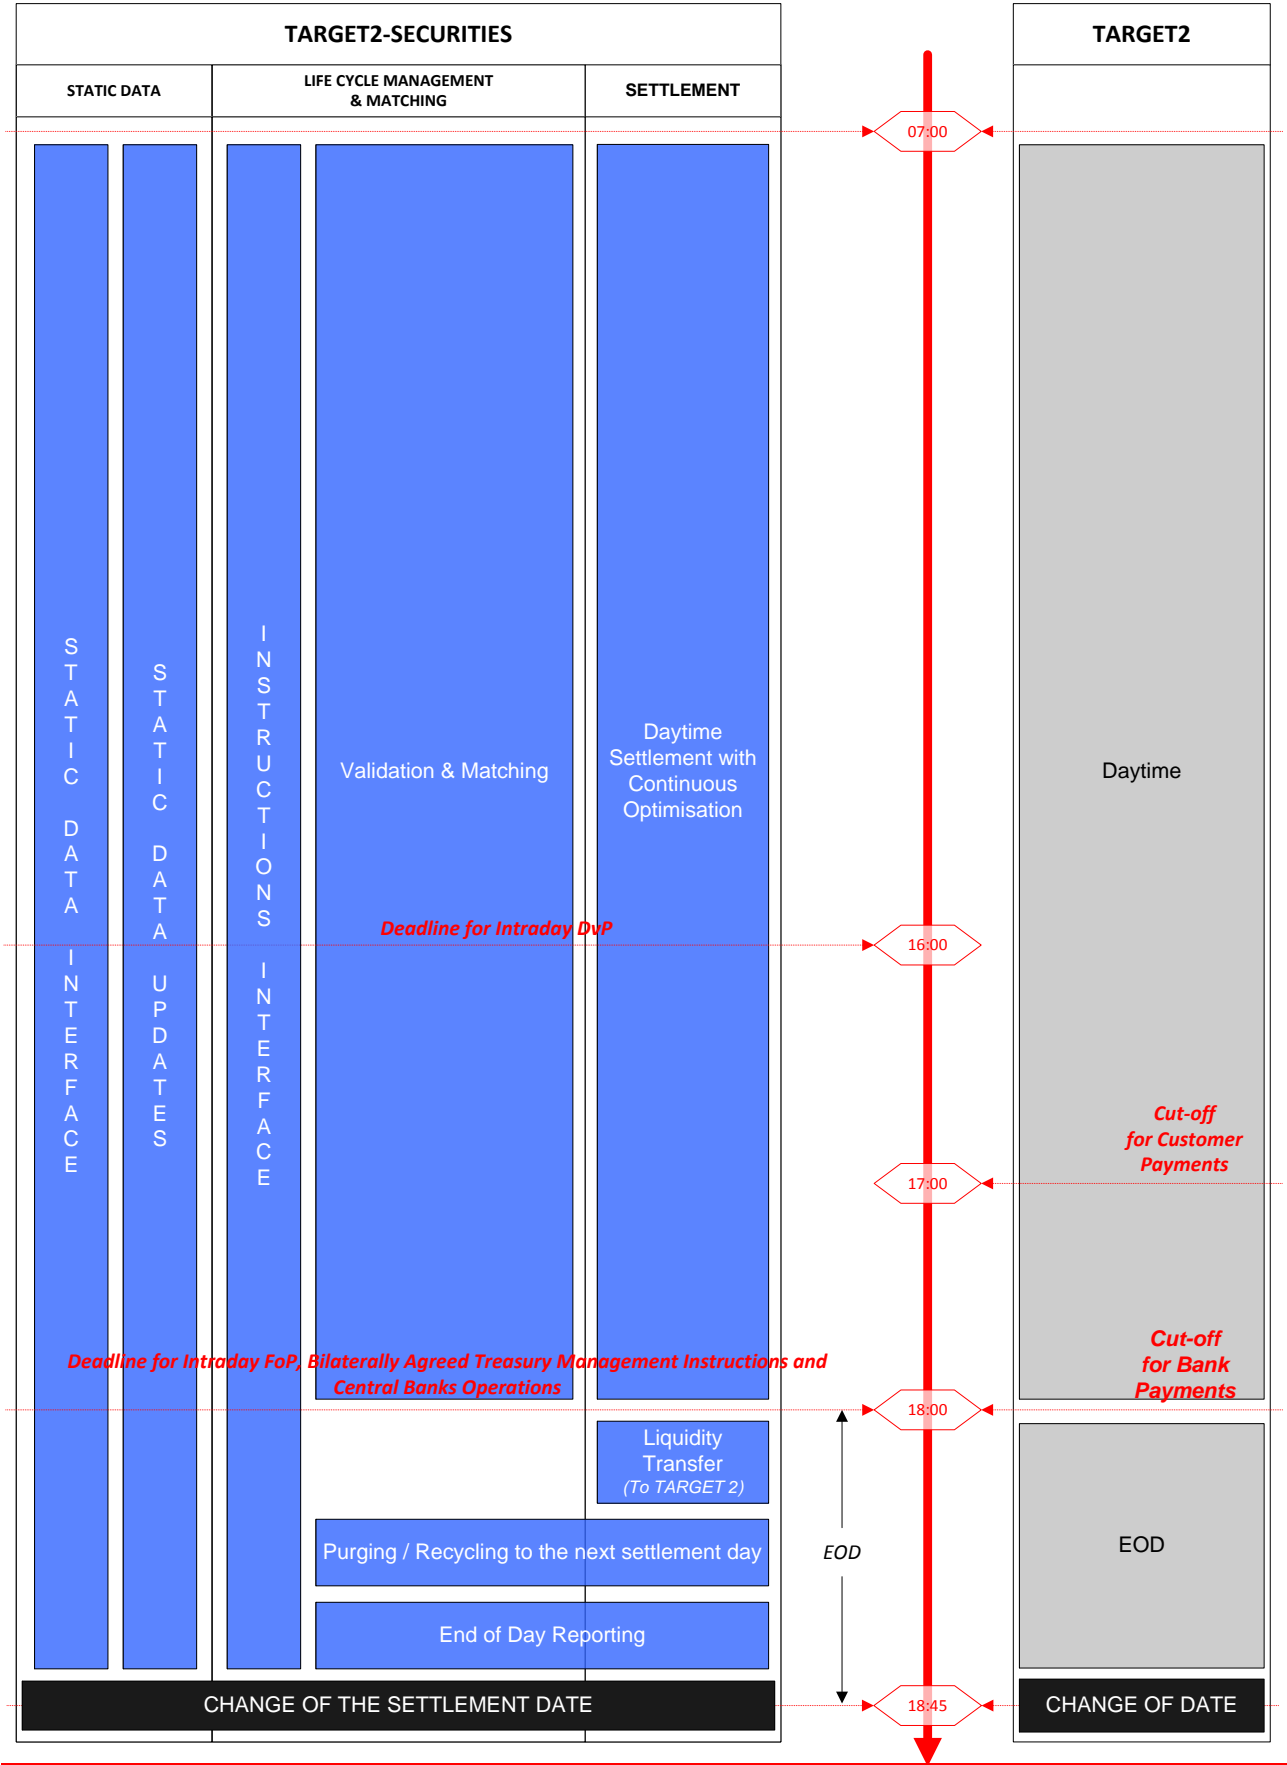 TARGET2-SECURITIES
TARGET2
STATIC DATA
LIFE CYCLE MANAGEMENT
& MATCHING
SETTLEMENT
07:00
STATIC DATA INTERFACE
STATIC DATA UPDATES
INSTRUCTIONS INTERFACE
Validation & Matching
Daytime
Settlement with
Continuous
Optimisation
Daytime
Deadline for Intraday DvP
16:00
Cut-off
for Customer
Payments
17:00
Deadline for Intraday FoP, Bilaterally Agreed Treasury Management Instructions and
Central Banks Operations
Cut-off
for Bank
Payments
18:00
Liquidity
Transfer
(To TARGET 2)
Purging / Recycling to the next settlement day
EOD
EOD
End of Day Reporting
CHANGE OF THE SETTLEMENT DATE
18:45
CHANGE OF DATE